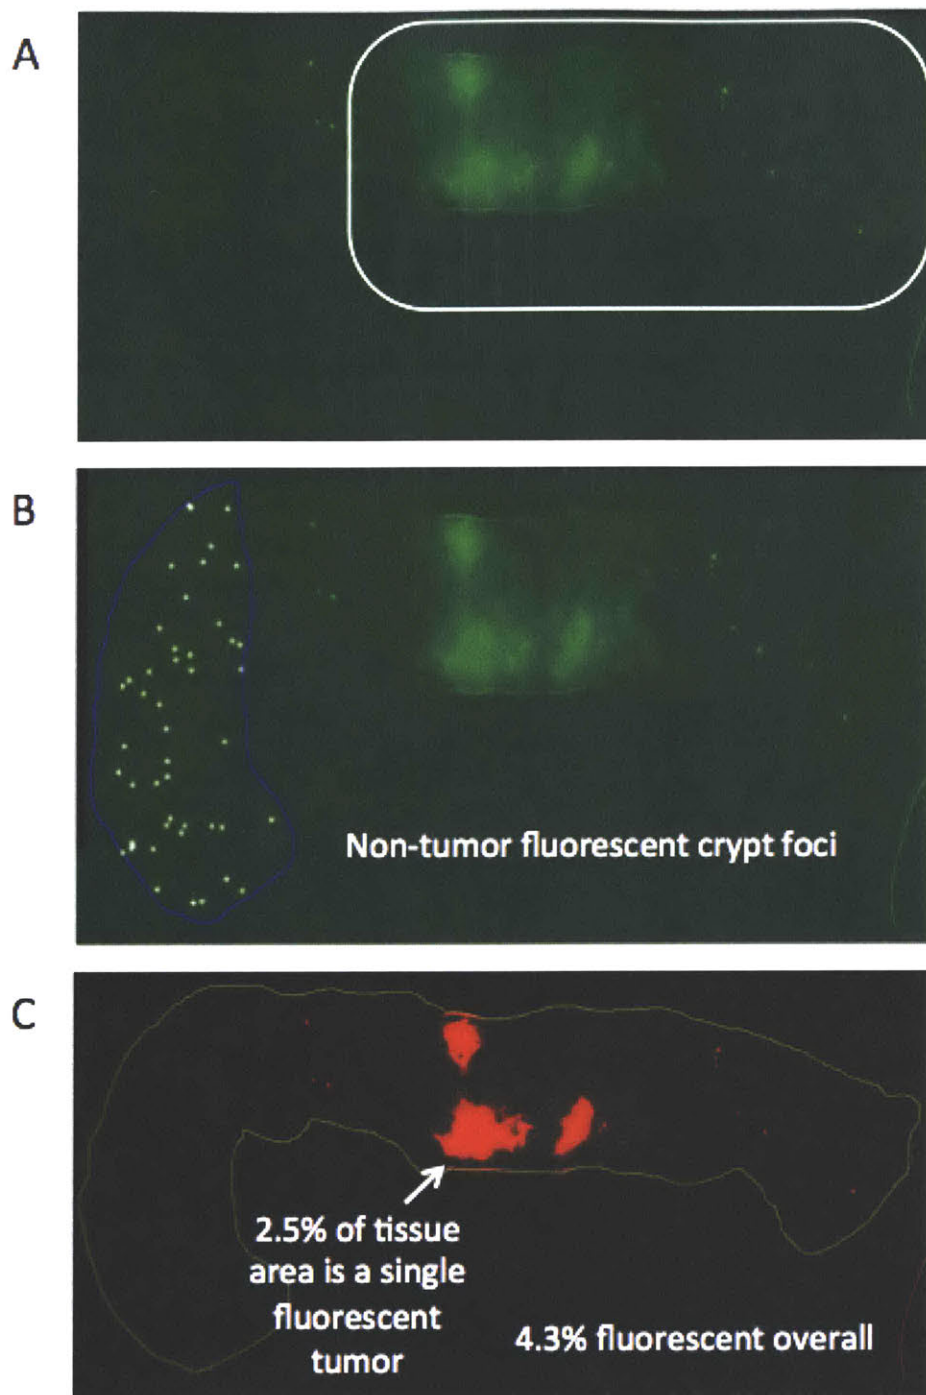 A
B
Non-tumor fluorescent crypt foci
C
2.5% of tissue
area is a single
fluorescent
tumor
4.3% fluorescent overall